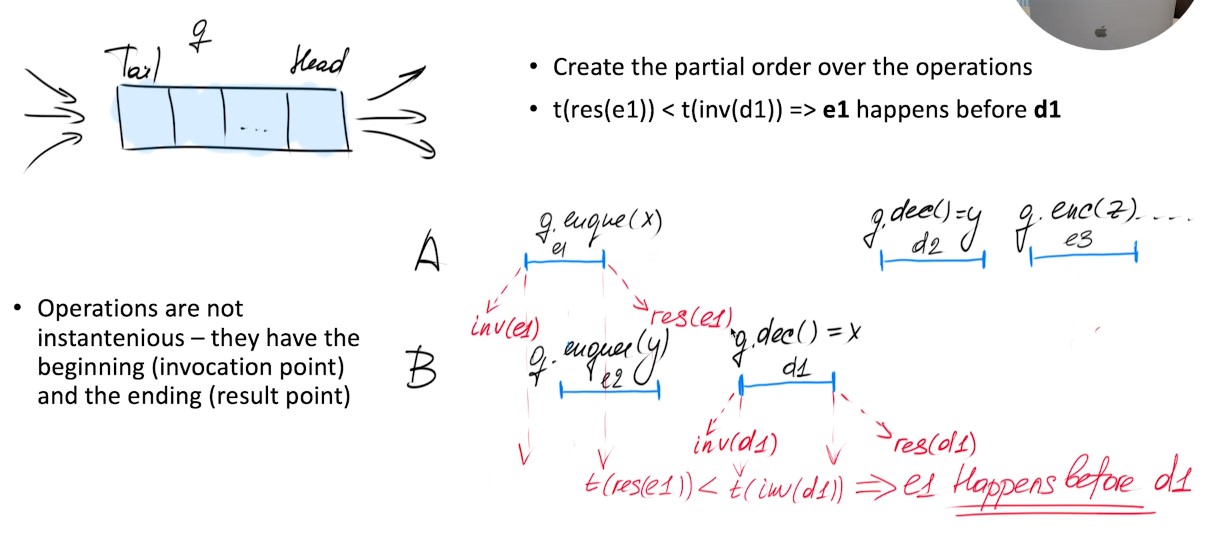 q
Tail
Head
• Create the partial order over the operations
• t(res(e1)) < t(inv(d1)) => e1 happens before d1
A
q.enque(x)
e1
q.dec()=y
d2
q.enc(z)....
e3
inv(e1)
res(e1)
• Operations are not
instantenious – they have the
beginning (invocation point)
and the ending (result point)
B
q.enque(y)
e2
q.dec()=x
d1
inv(d1)
res(d1)
t(res(e1)) < t(inv(d1)) => e1 Happens before d1